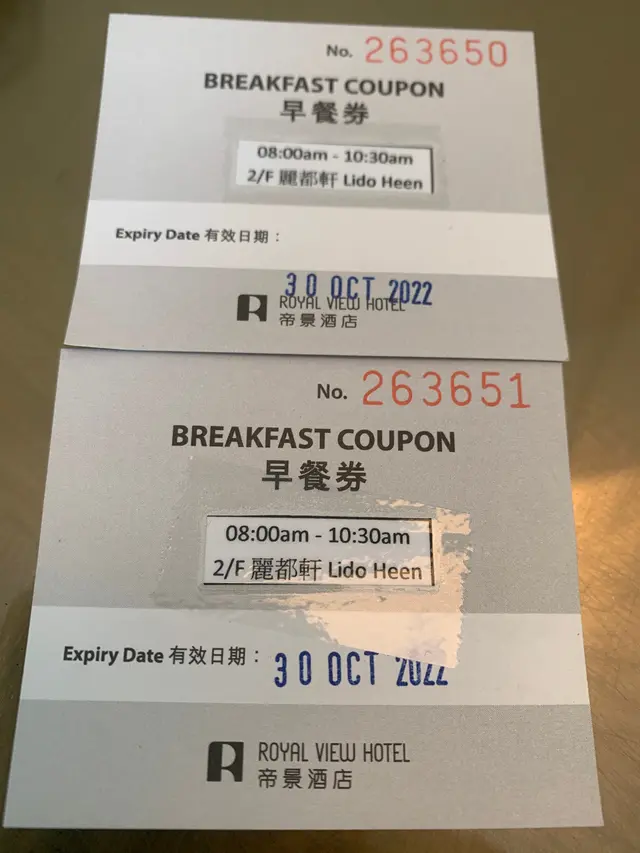 No. 263650
BREAKFAST COUPON
早餐券
08:00am - 10:30am
2/F 麗都軒 Lido Heen
Expiry Date 有效日期：
30 OCT 2022
ROYAL VIEW HOTEL
帝景酒店
No. 263651
BREAKFAST COUPON
早餐券
08:00am - 10:30am
2/F 麗都軒 Lido Heen
Expiry Date 有效日期： 30 OCT 2022
ROYAL VIEW HOTEL
帝景酒店